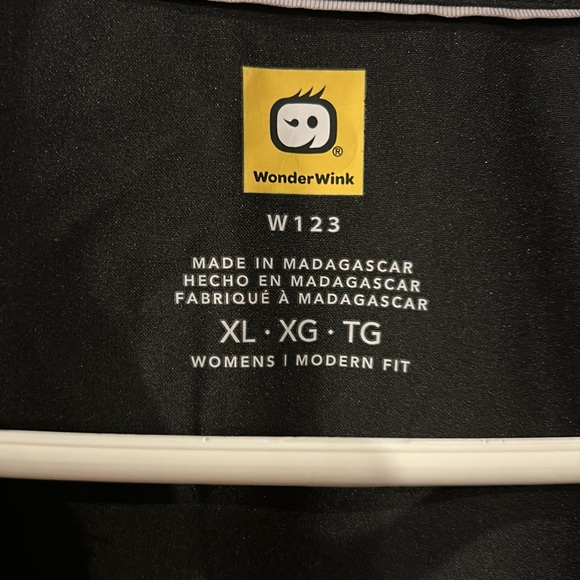 ®
WonderWink
W123
MADE IN MADAGASCAR
HECHO EN MADAGASCAR
FABRIQUÉ À MADAGASCAR
XL · XG · TG
WOMENS | MODERN FIT